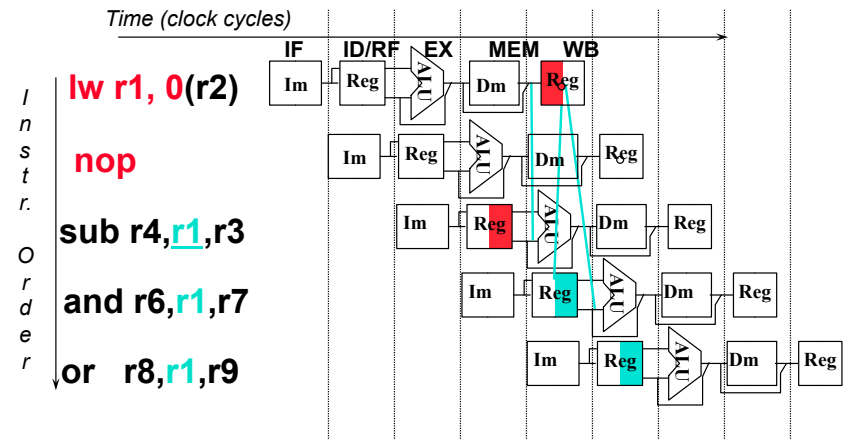 Time (clock cycles)
IF ID/RF EX MEM WB
Instr. Order
lw r1, 0(r2)
Im Reg ALU Dm Reg
nop
Im Reg ALU Dm Reg
sub r4,r1,r3
Im Reg ALU Dm Reg
and r6,r1,r7
Im Reg ALU Dm Reg
or r8,r1,r9
Im Reg ALU Dm Reg